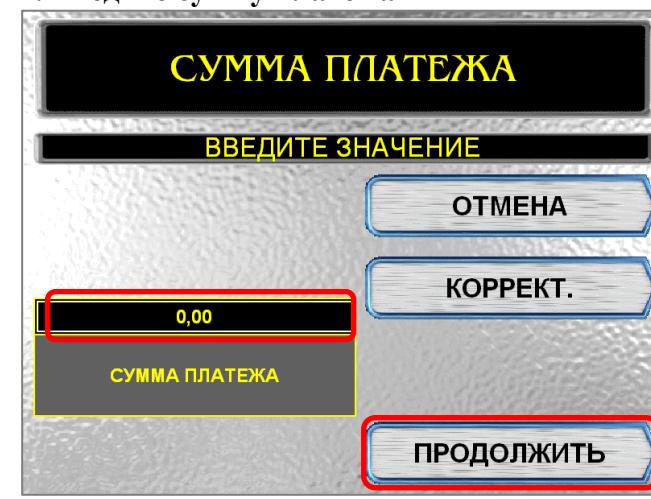 СУММА ПЛАТЕЖА
ВВЕДИТЕ ЗНАЧЕНИЕ
ОТМЕНА
КОРРЕКТ.
0,00
СУММА ПЛАТЕЖА
ПРОДОЛЖИТЬ